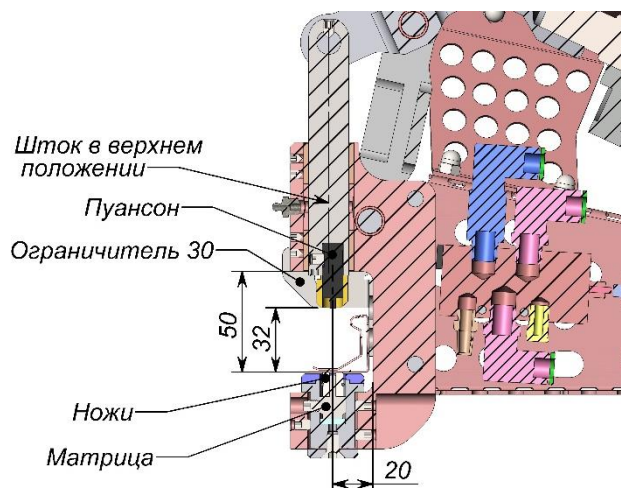 Шток в верхнем
положении
Пуансон
Ограничитель 30
50
32
Ножи
Матрица
20